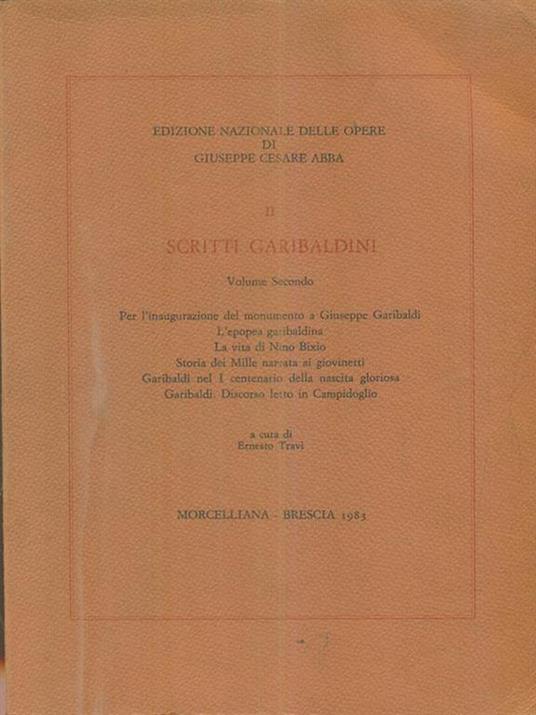 EDIZIONE NAZIONALE DELLE OPERE
DI
GIUSEPPE CESARE ABBA
II
SCRITTI GARIBALDINI
Volume Secondo
Per l'inaugurazione del monumento a Giuseppe Garibaldi
L'epopea garibaldina
La vita di Nino Bixio
Storia dei Mille narrata ai giovinetti
Garibaldi nel I centenario della nascita gloriosa
Garibaldi. Discorso letto in Campidoglio
a cura di
Ernesto Travi
MORCELLIANA - BRESCIA 1983